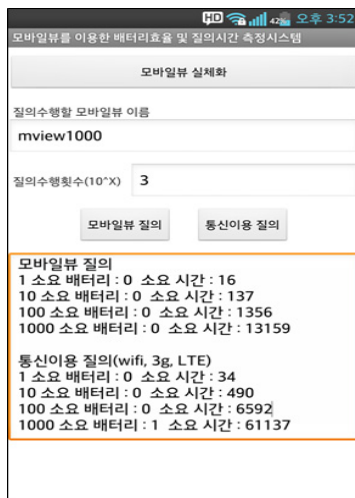 HD 42% 오후 3:52
모바일뷰를 이용한 배터리효율 및 질의시간 측정시스템
모바일뷰 실체화
질의수행할 모바일뷰 이름
mview1000
질의수행횟수(10^X) 3
모바일뷰 질의 통신이용 질의
모바일뷰 질의
1 소요 배터리 : 0 소요 시간 : 16
10 소요 배터리 : 0 소요 시간 : 137
100 소요 배터리 : 0 소요 시간 : 1356
1000 소요 배터리 : 0 소요 시간 : 13159
통신이용 질의(wifi, 3g, LTE)
1 소요 배터리 : 0 소요 시간 : 34
10 소요 배터리 : 0 소요 시간 : 490
100 소요 배터리 : 0 소요 시간 : 6592
1000 소요 배터리 : 1 소요 시간 : 61137